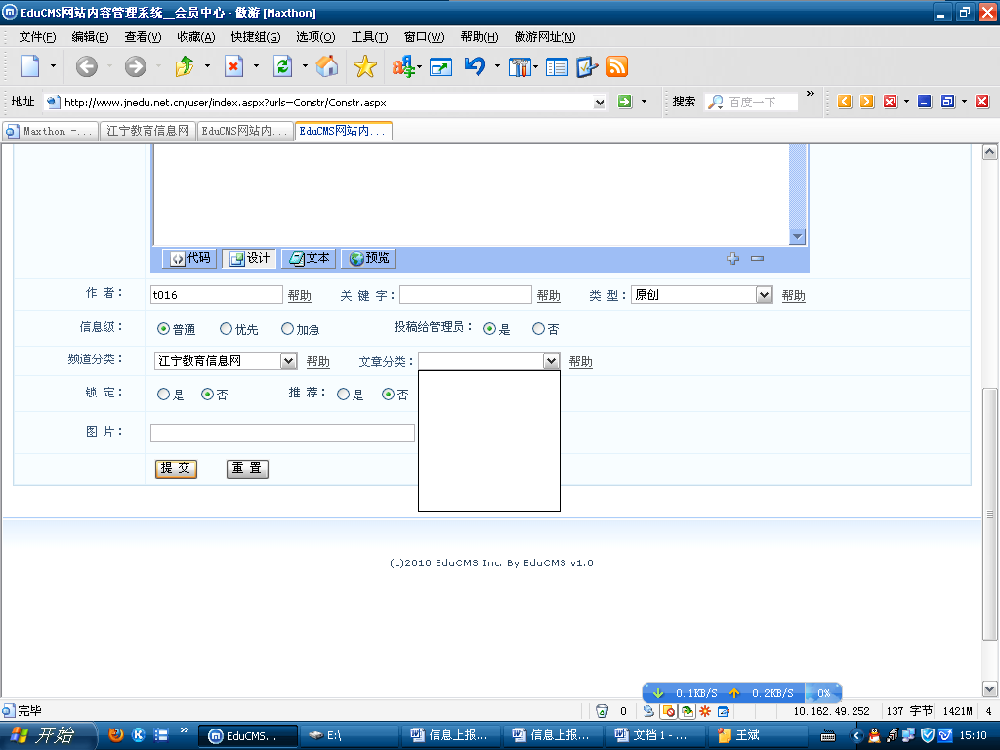 EduCMS网站内容管理系统__会员中心 - 傲游 [Maxthon]
文件(F) 编辑(E) 查看(V) 收藏(A) 快捷组(G) 选项(O) 工具(T) 窗口(W) 帮助(H) 傲游网址(N)
地址 http://www.jnedu.net.cn/user/index.aspx?urls=Constr/Constr.aspx 搜索 百度一下 »
Maxthon -... 江宁教育信息网 EduCMS网站内... EduCMS网站内...
代码 设计 文本 预览
作 者： t016 帮助 关 键 字： 帮助 类 型： 原创 帮助
信息级： 普通 优先 加急 投稿给管理员： 是 否
频道分类： 江宁教育信息网 帮助 文章分类： 帮助
锁 定： 是 否 推 荐： 是 否
图 片：
提 交 重 置
(c)2010 EduCMS Inc. By EduCMS v1.0
0.1KB/S 0.2KB/S 0%
完毕 0 10.162.49.252 137 字节 1421M 4
开始 » EduCMS... E:\ 信息上报... 信息上报... 文档 1 - ... 王斌 15:10